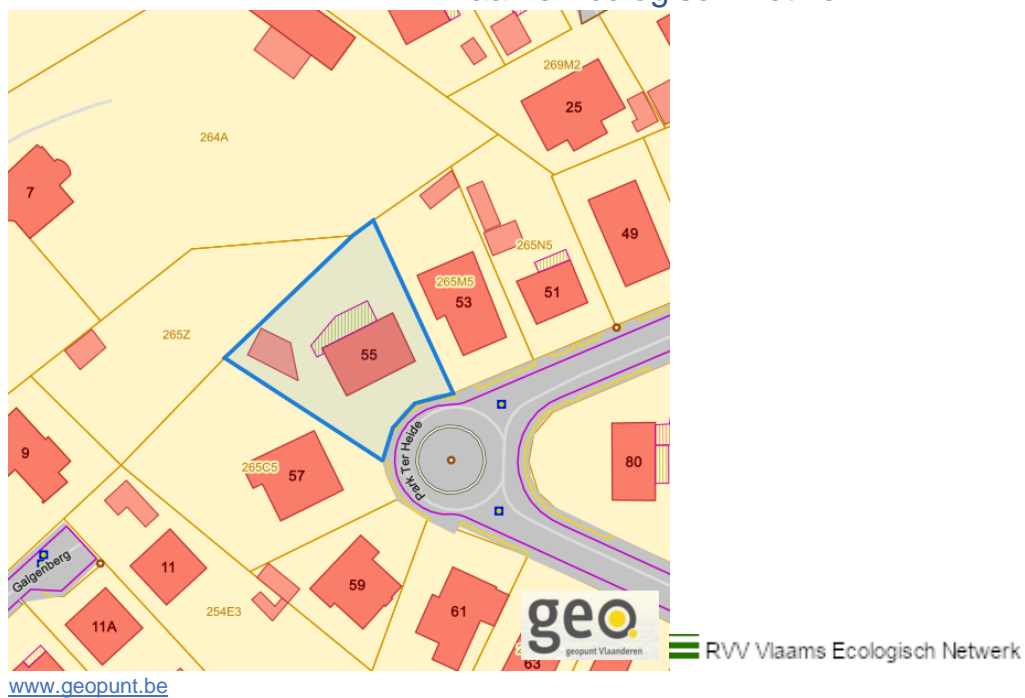 269M2
25
264A
7
49
265N5
265M5
53
51
265Z
55
Park Ter Heide
9
265C5
57
80
Galgenberg
11
59
254E3
11A
61
geo.
geopunt Vlaanderen
63
RVV Vlaams Ecologisch Netwerk
www.geopunt.be